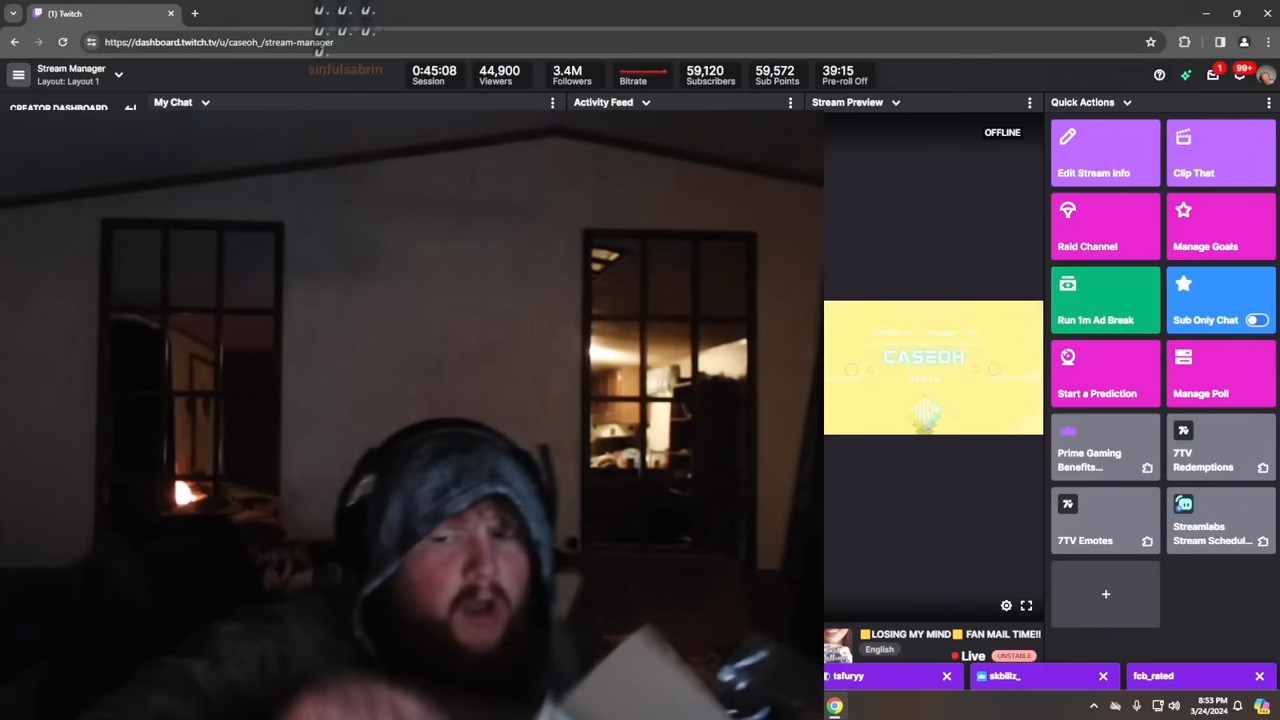 (1) Twitch
https://dashboard.twitch.tv/u/caseoh_/stream-manager
sinfulsabrin
Stream Manager
Layout: Layout 1
0:45:08
Session
44,900
Viewers
3.4M
Followers
Bitrate
59,120
Subscribers
59,572
Sub Points
39:15
Pre-roll Off
1
99+
CREATOR DASHBOARD
My Chat
Activity Feed
Stream Preview
Quick Actions
OFFLINE
CASEOH
Edit Stream Info
Clip That
Raid Channel
Manage Goals
Run 1m Ad Break
Sub Only Chat
Start a Prediction
Manage Poll
Prime Gaming
Benefits...
7TV
Redemptions
7TV Emotes
Streamlabs
Stream Schedul...
+
LOSING MY MIND FAN MAIL TIME!!
English
Live
UNSTABLE
tsfuryy
skbillz_
fcb_rated
8:53 PM
3/24/2024